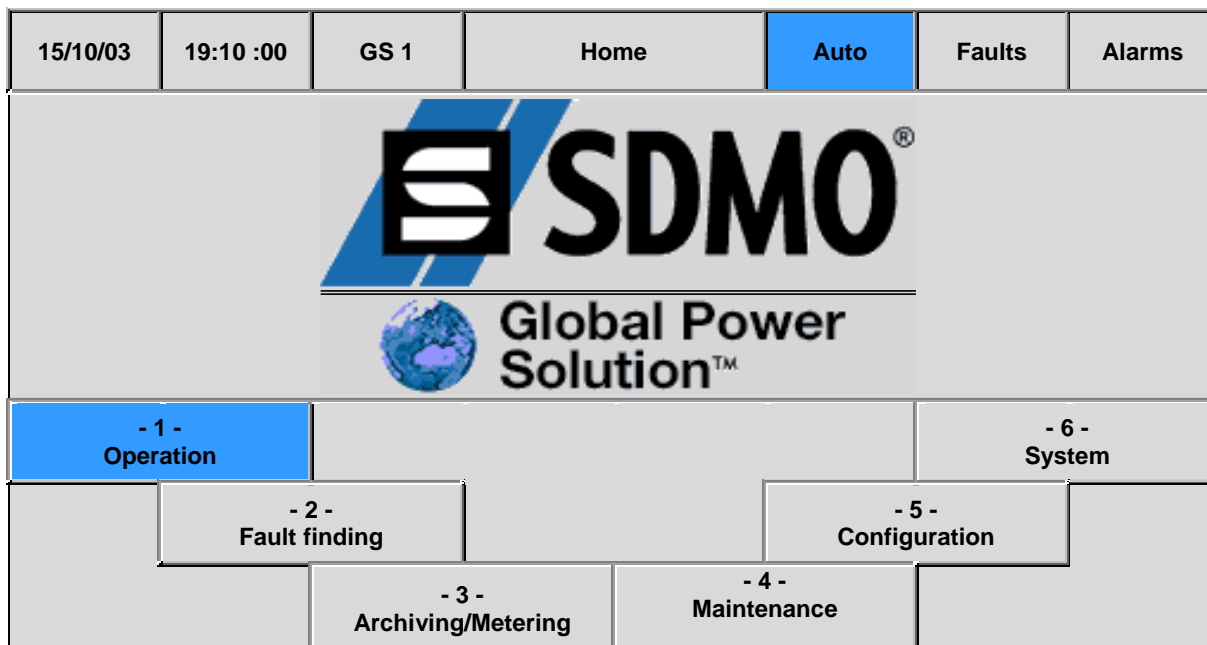 15/10/03 19:10 :00 GS 1 Home Auto Faults Alarms
SDMO®
Global Power
Solution™
- 1 -
Operation
- 6 -
System
- 2 -
Fault finding
- 5 -
Configuration
- 3 -
Archiving/Metering
- 4 -
Maintenance